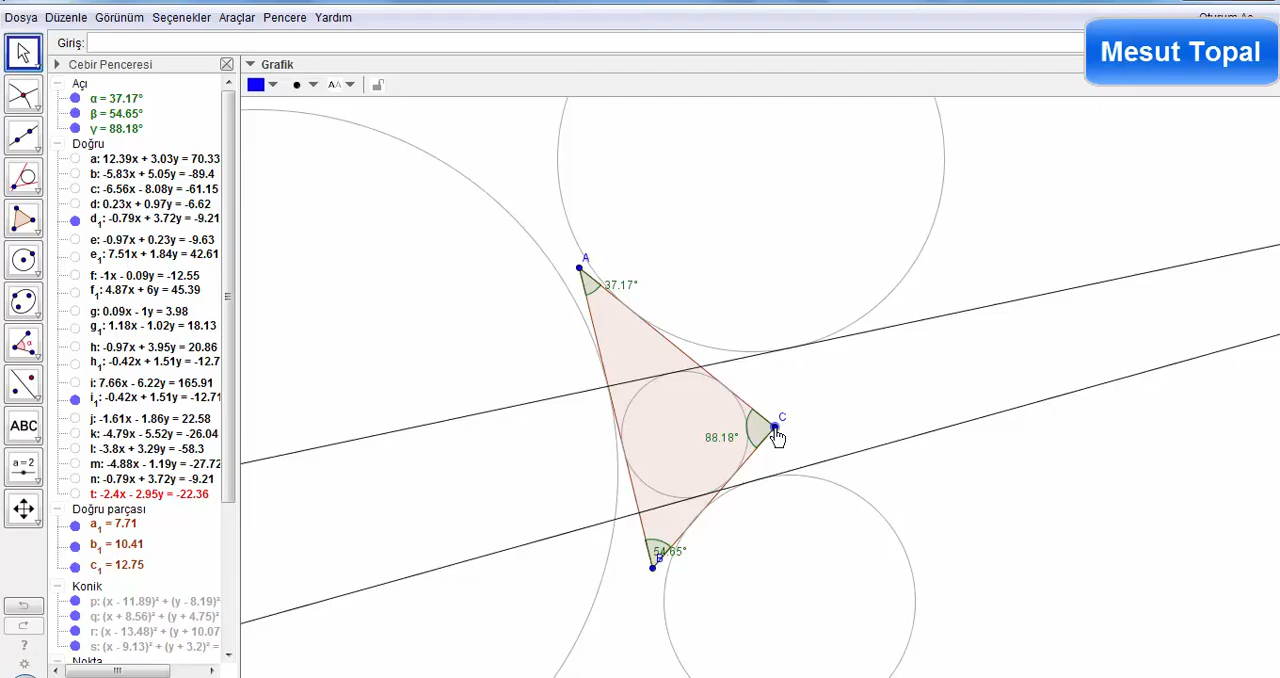 Dosya Düzenle Görünüm Seçenekler Araçlar Pencere Yardım
Mesut Topal
Giriş:
Cebir Penceresi
Grafik
Açı
α = 37.17°
β = 54.65°
γ = 88.18°
Doğru
a: 12.39x + 3.03y = 70.33
b: -5.83x + 5.05y = -89.4
c: -6.56x - 8.08y = -61.15
d: 0.23x + 0.97y = -6.62
d₁: -0.79x + 3.72y = -9.21
e: -0.97x + 0.23y = -9.63
e₁: 7.51x + 1.84y = 42.61
f: -1x - 0.09y = -12.55
f₁: 4.87x + 6y = 45.39
g: 0.09x - 1y = 3.98
g₁: 1.18x - 1.02y = 18.13
h: -0.97x + 3.95y = 20.86
h₁: -0.42x + 1.51y = -12.7
i: 7.66x - 6.22y = 165.91
i₁: -0.42x + 1.51y = -12.71
j: -1.61x - 1.86y = 22.58
k: -4.79x - 5.52y = -26.04
l: -3.8x + 3.29y = -58.3
m: -4.88x - 1.19y = -27.72
n: -0.79x + 3.72y = -9.21
t: -2.4x - 2.95y = -22.36
Doğru parçası
a₁ = 7.71
b₁ = 10.41
c₁ = 12.75
Konik
p: (x - 11.89)² + (y - 8.19)²
q: (x + 8.56)² + (y + 4.75)²
r: (x - 13.48)² + (y + 10.07
s: (x - 9.13)² + (y + 3.2)² =
Nokta
ABC
a = 2
A
37.17°
C
88.18°
54.65°
B